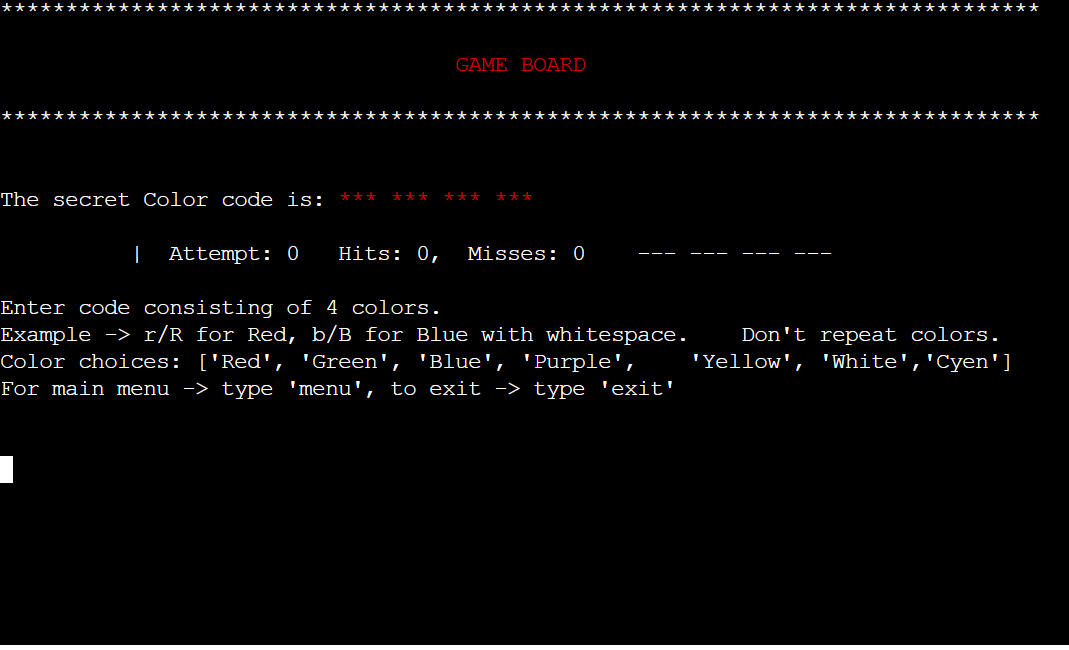 ********************************************************************************
GAME BOARD
********************************************************************************
The secret Color code is: *** *** *** ***
| Attempt: 0 Hits: 0, Misses: 0 --- --- --- ---
Enter code consisting of 4 colors.
Example -> r/R for Red, b/B for Blue with whitespace. Don't repeat colors.
Color choices: ['Red', 'Green', 'Blue', 'Purple', 'Yellow', 'White','Cyen']
For main menu -> type 'menu', to exit -> type 'exit'